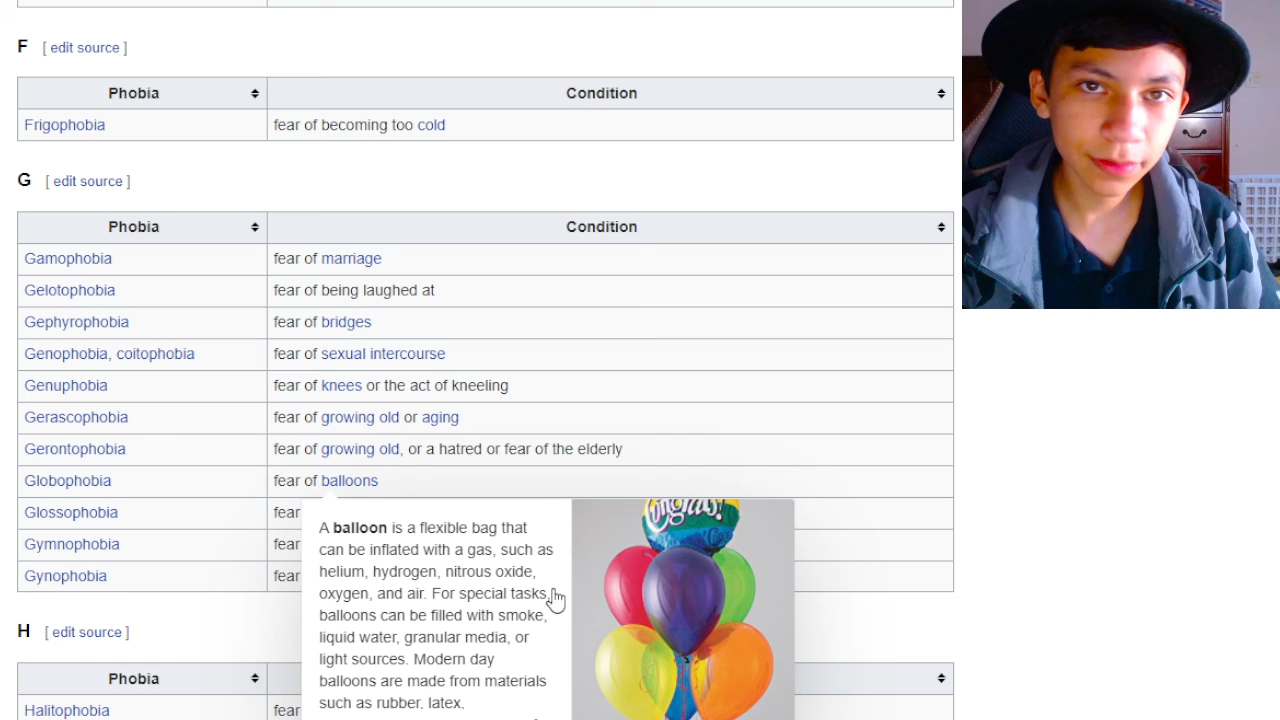 F [ edit source ]
Phobia Condition
Frigophobia fear of becoming too cold
G [ edit source ]
Phobia Condition
Gamophobia fear of marriage
Gelotophobia fear of being laughed at
Gephyrophobia fear of bridges
Genophobia, coitophobia fear of sexual intercourse
Genuphobia fear of knees or the act of kneeling
Gerascophobia fear of growing old or aging
Gerontophobia fear of growing old, or a hatred or fear of the elderly
Globophobia fear of balloons
Glossophobia fear
Gymnophobia fear
Gynophobia fear
A balloon is a flexible bag that
can be inflated with a gas, such as
helium, hydrogen, nitrous oxide,
oxygen, and air. For special tasks,
balloons can be filled with smoke,
liquid water, granular media, or
light sources. Modern day
balloons are made from materials
such as rubber, latex,
Congrats!
H [ edit source ]
Phobia
Halitophobia fear